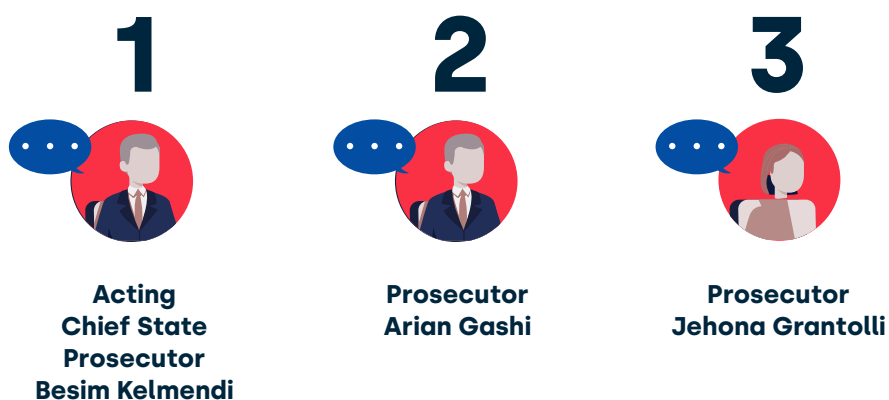 1
Acting
Chief State
Prosecutor
Besim Kelmendi
2
Prosecutor
Arian Gashi
3
Prosecutor
Jehona Grantolli